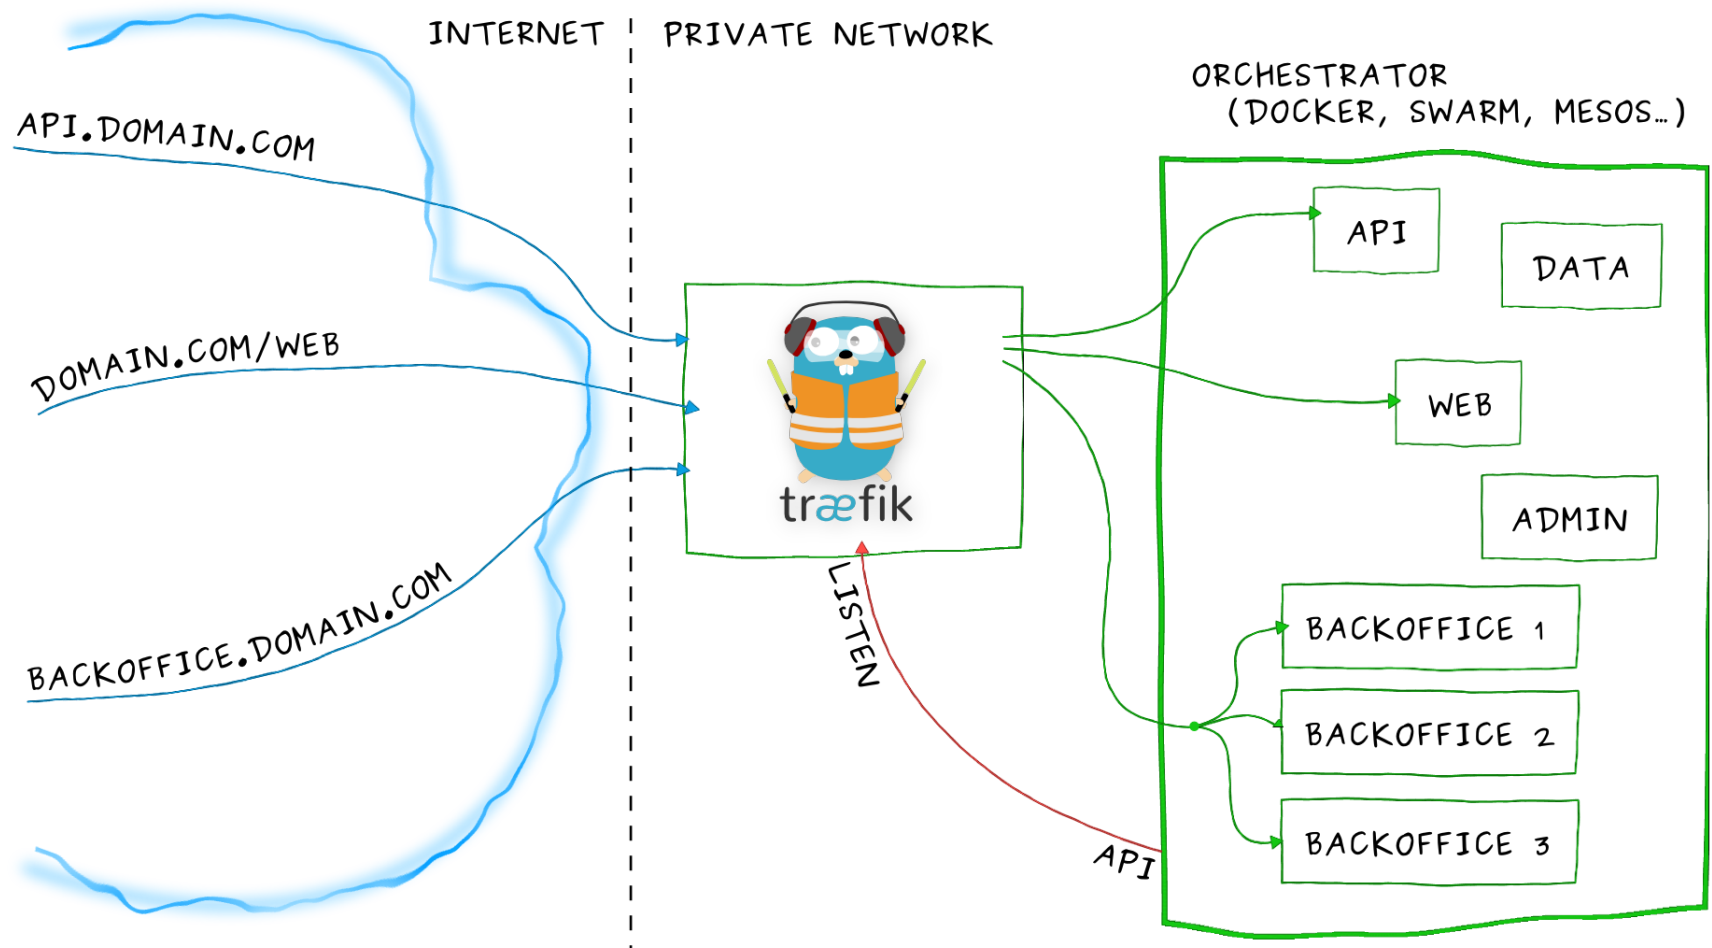 INTERNET
PRIVATE NETWORK
ORCHESTRATOR
(DOCKER, SWARM, MESOS...)
API.DOMAIN.COM
DOMAIN.COM/WEB
BACKOFFICE.DOMAIN.COM
træfik
LISTEN
API
API
DATA
WEB
ADMIN
BACKOFFICE 1
BACKOFFICE 2
BACKOFFICE 3